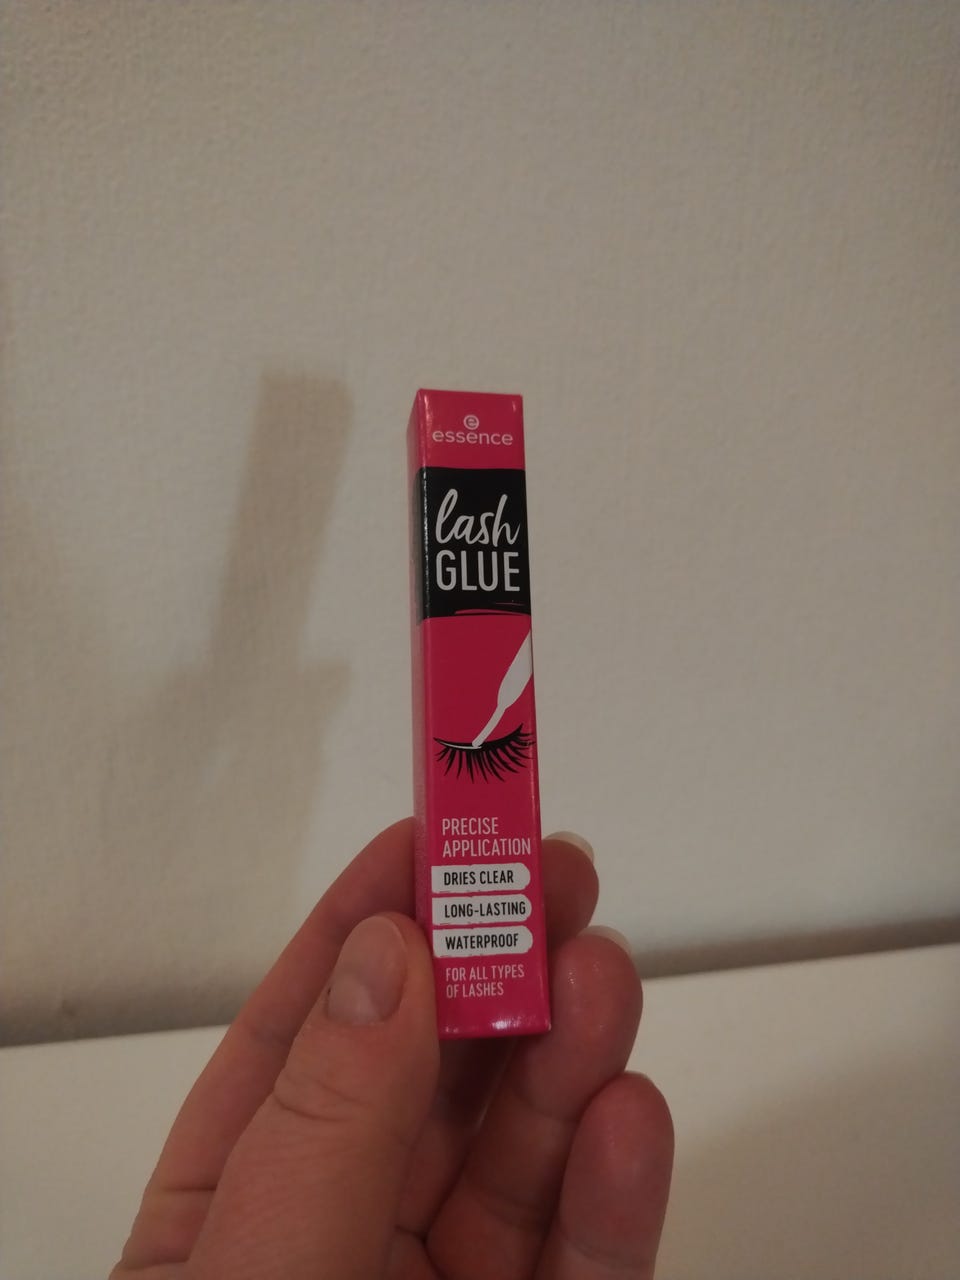 essence
lash
GLUE
PRECISE
APPLICATION
DRIES CLEAR
LONG-LASTING
WATERPROOF
FOR ALL TYPES
OF LASHES